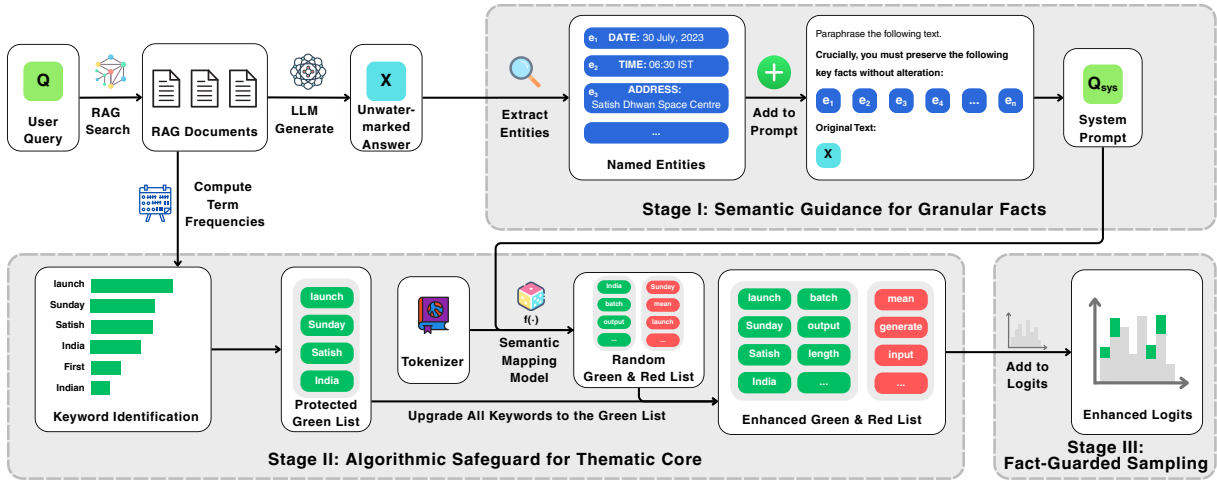 Q
User
Query
RAG
Search
RAG Documents
LLM
Generate
X
Unwater-
marked
Answer
Extract
Entities
e1 DATE: 30 July, 2023
e2 TIME: 06:30 IST
e3 ADDRESS:
Satish Dhwan Space Centre
...
Named Entities
Add to
Prompt
Paraphrase the following text.
Crucially, you must preserve the following
key facts without alteration:
e1 e2 e3 e4 ... en
Original Text:
X
Qsys
System
Prompt
Stage I: Semantic Guidance for Granular Facts
Compute
Term
Frequencies
launch
Sunday
Satish
India
First
Indian
Keyword Identification
launch
Sunday
Satish
India
Protected
Green List
Tokenizer
f(·)
Semantic
Mapping
Model
India Sunday
batch mean
output launch
... ...
Random
Green & Red List
Upgrade All Keywords to the Green List
launch batch mean
Sunday output generate
Satish length input
India ... ...
Enhanced Green & Red List
Stage II: Algorithmic Safeguard for Thematic Core
Add to
Logits
Enhanced Logits
Stage III:
Fact-Guarded Sampling